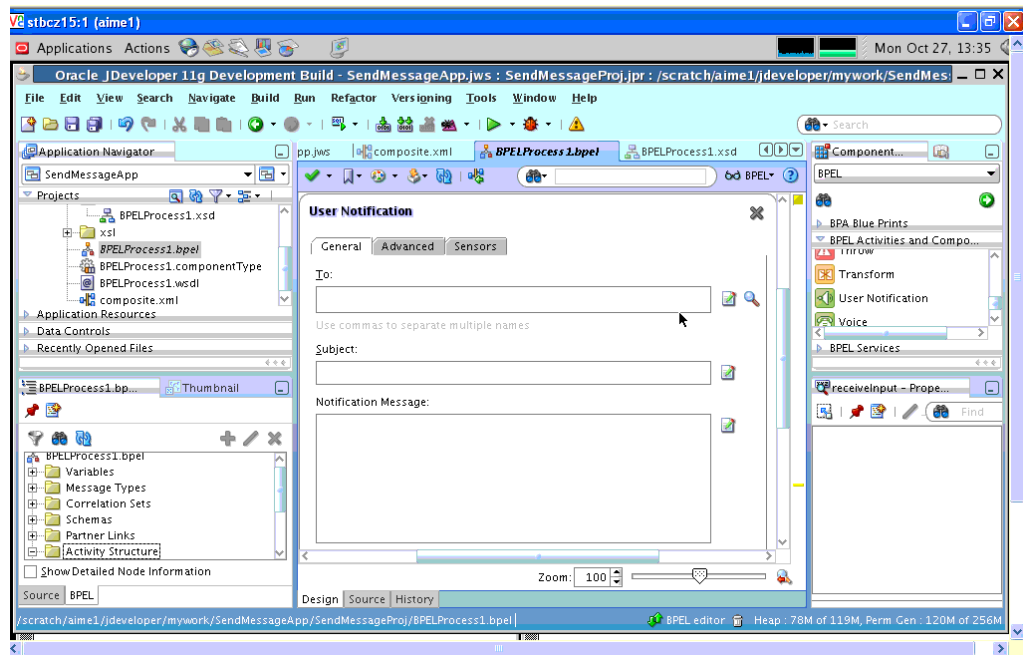 stbcz15:1 (aime1)
Applications Actions Mon Oct 27, 13:35
Oracle JDeveloper 11g Development Build - SendMessageApp.jws : SendMessageProj.jpr : /scratch/aime1/jdeveloper/mywork/SendMes
File Edit View Search Navigate Build Run Refactor Versioning Tools Window Help
Search
Application Navigator
pp.jws composite.xml BPELProcess1.bpel BPELProcess1.xsd
Component...
SendMessageApp
BPEL
BPEL
Projects
BPELProcess1.xsd
xsl
BPELProcess1.bpel
BPELProcess1.componentType
BPELProcess1.wsdl
composite.xml
Application Resources
Data Controls
Recently Opened Files
User Notification
General Advanced Sensors
To:
Use commas to separate multiple names
Subject:
Notification Message:
BPA Blue Prints
BPEL Activities and Compo...
Throw
Transform
User Notification
Voice
BPEL Services
BPELProcess1.bp... Thumbnail
receiveInput - Prope...
Find
BPELProcess1.bpel
Variables
Message Types
Correlation Sets
Schemas
Partner Links
Activity Structure
Show Detailed Node Information
Source BPEL
Zoom: 100
Design Source History
/scratch/aime1/jdeveloper/mywork/SendMessageApp/SendMessageProj/BPELProcess1.bpel BPEL editor Heap : 78M of 119M, Perm Gen : 120M of 256M